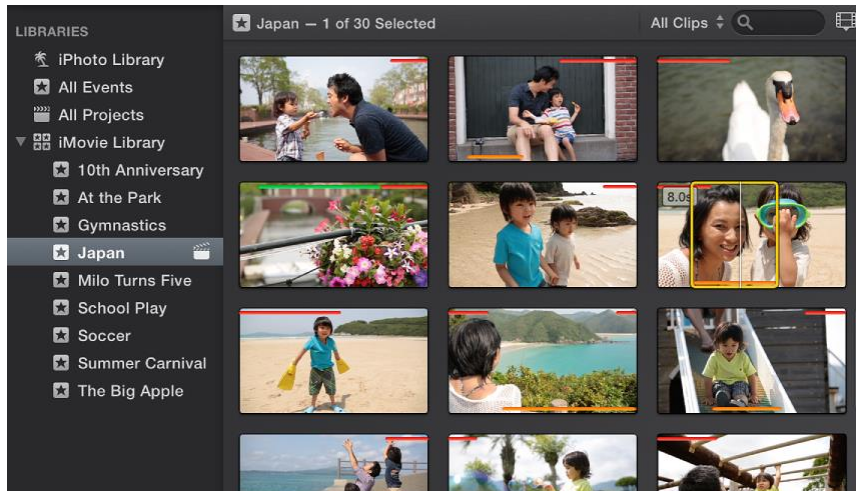 LIBRARIES
iPhoto Library
All Events
All Projects
iMovie Library
10th Anniversary
At the Park
Gymnastics
Japan
Milo Turns Five
School Play
Soccer
Summer Carnival
The Big Apple
Japan — 1 of 30 Selected
All Clips
8.0s